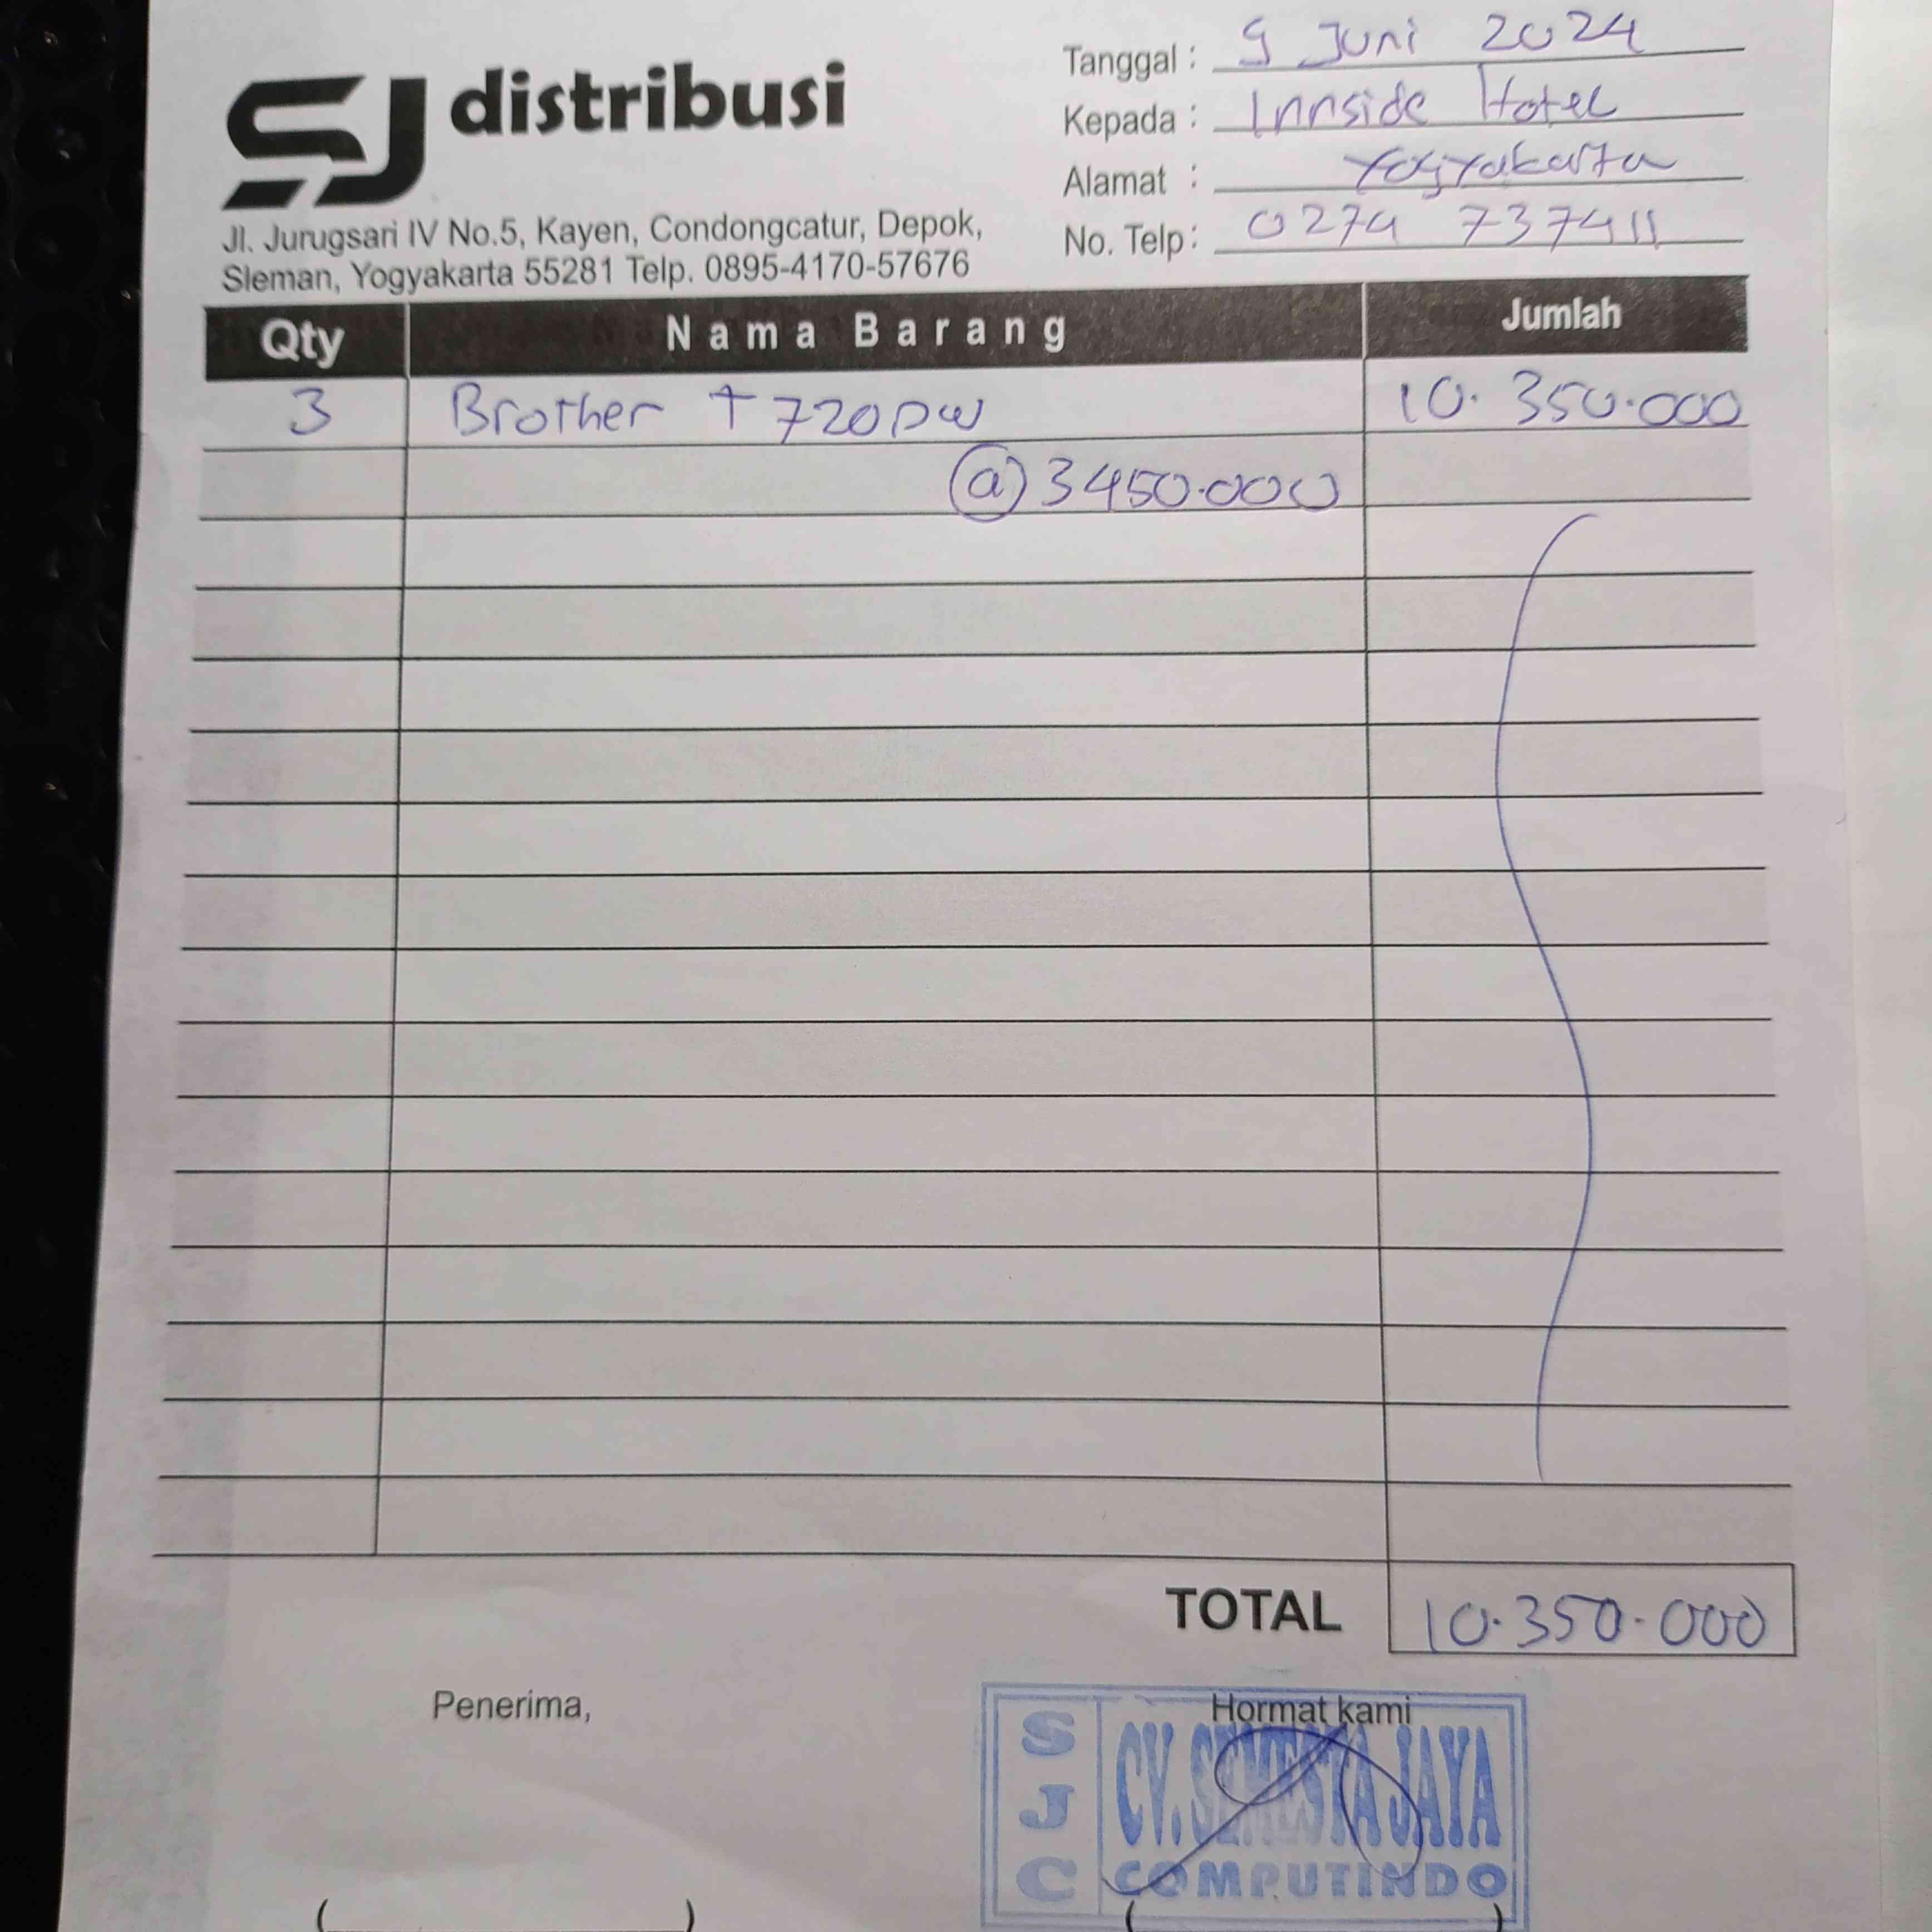 SJ distribusi
Jl. Jurugsari IV No.5, Kayen, Condongcatur, Depok,
Sleman, Yogyakarta 55281 Telp. 0895-4170-57676
Tanggal : 9 Juni 2024
Kepada : Innside Hotel
Alamat : Yogyakarta
No. Telp: 0274 737411
Qty Nama Barang Jumlah
3 Brother T720DW 10.350.000
@ 3450.000
TOTAL 10.350.000
Penerima,
Hormat kami
SJC
CV. SEMESTA JAYA
COMPUTINDO
( )
( )